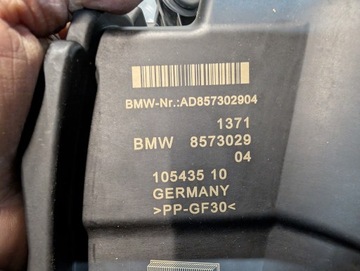 BMW-Nr.:AD857302904
1371
BMW 8573029
04
105435 10
GERMANY
>PP-GF30<